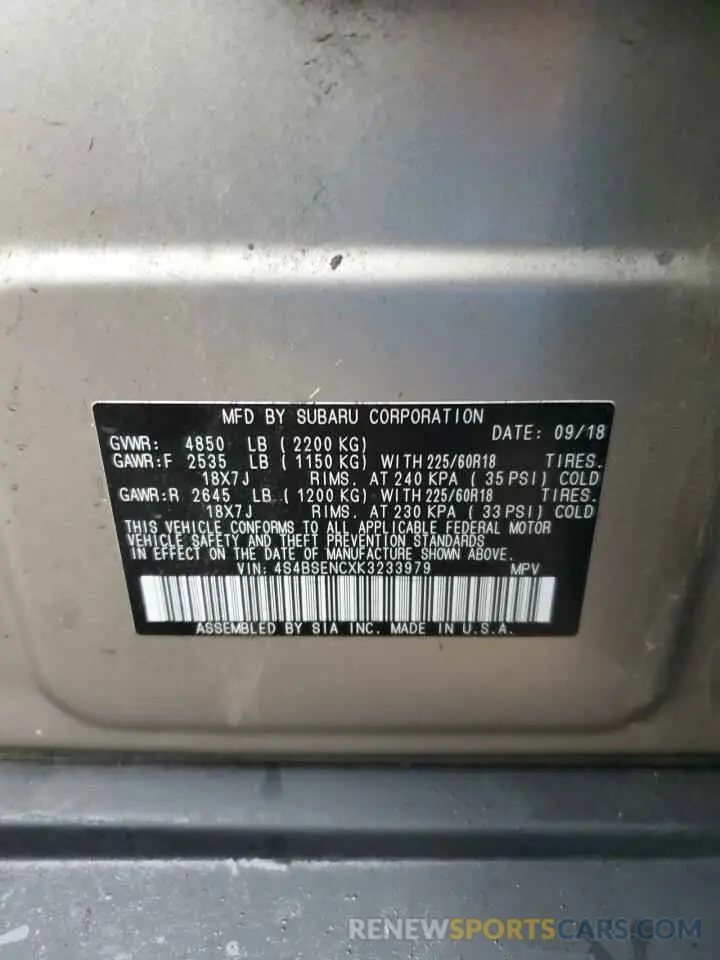 MFD BY SUBARU CORPORATION
DATE: 09/18
GVWR: 4850 LB (2200 KG)
GAWR:F 2535 LB (1150 KG) WITH 225/60R18 TIRES.
18X7J RIMS. AT 240 KPA (35 PSI) COLD
GAWR:R 2645 LB (1200 KG) WITH 225/60R18 TIRES.
18X7J RIMS. AT 230 KPA (33 PSI) COLD
THIS VEHICLE CONFORMS TO ALL APPLICABLE FEDERAL MOTOR
VEHICLE SAFETY AND THEFT PREVENTION STANDARDS
IN EFFECT ON THE DATE OF MANUFACTURE SHOWN ABOVE.
VIN: 4S4BSENCXK3233979 MPV
ASSEMBLED BY SIA INC. MADE IN U.S.A.
RENEWSPORTSCARS.COM